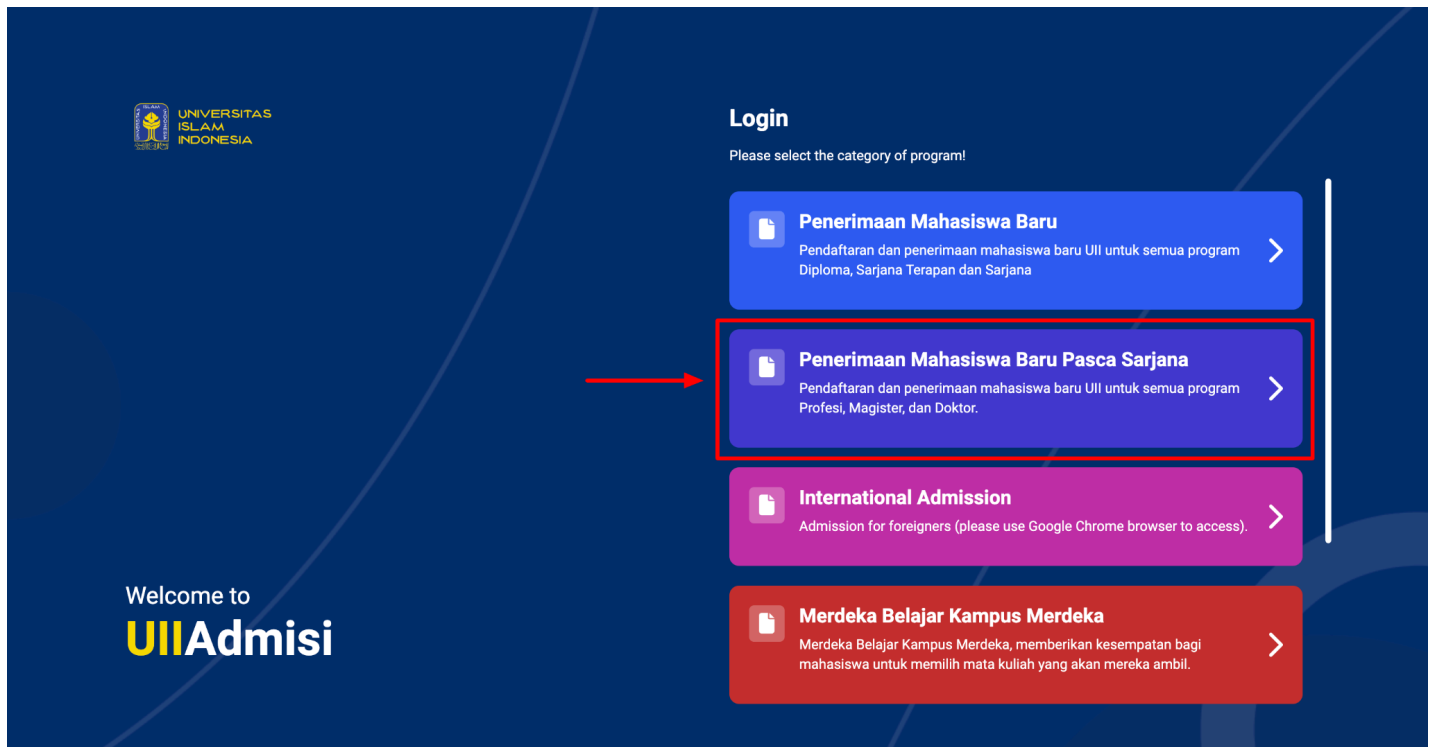 UNIVERSITAS
ISLAM
INDONESIA
Welcome to
UIIAdmisi
Login
Please select the category of program!
Penerimaan Mahasiswa Baru
Pendaftaran dan penerimaan mahasiswa baru UII untuk semua program
Diploma, Sarjana Terapan dan Sarjana
Penerimaan Mahasiswa Baru Pasca Sarjana
Pendaftaran dan penerimaan mahasiswa baru UII untuk semua program
Profesi, Magister, dan Doktor.
International Admission
Admission for foreigners (please use Google Chrome browser to access).
Merdeka Belajar Kampus Merdeka
Merdeka Belajar Kampus Merdeka, memberikan kesempatan bagi
mahasiswa untuk memilih mata kuliah yang akan mereka ambil.